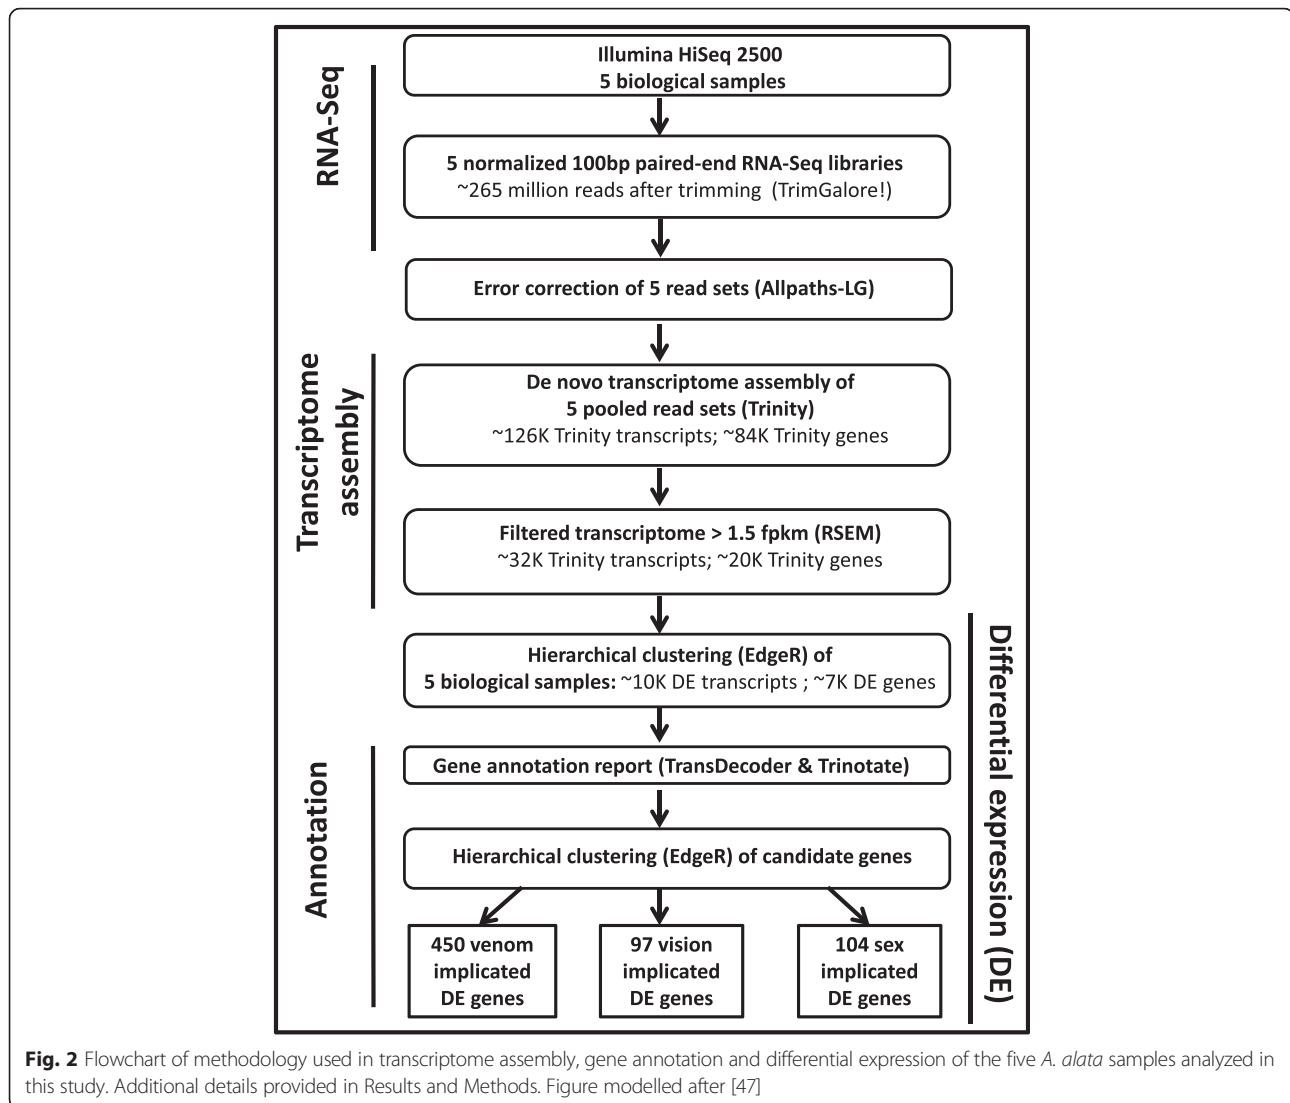 RNA-Seq
Illumina HiSeq 2500
5 biological samples
5 normalized 100bp paired-end RNA-Seq libraries
~265 million reads after trimming (TrimGalore!)
Error correction of 5 read sets (Allpaths-LG)
Transcriptome
assembly
De novo transcriptome assembly of
5 pooled read sets (Trinity)
~126K Trinity transcripts; ~84K Trinity genes
Filtered transcriptome > 1.5 fpkm (RSEM)
~32K Trinity transcripts; ~20K Trinity genes
Differential expression (DE)
Hierarchical clustering (EdgeR) of
5 biological samples: ~10K DE transcripts ; ~7K DE genes
Annotation
Gene annotation report (TransDecoder & Trinotate)
Hierarchical clustering (EdgeR) of candidate genes
450 venom
implicated
DE genes
97 vision
implicated
DE genes
104 sex
implicated
DE genes
Fig. 2 Flowchart of methodology used in transcriptome assembly, gene annotation and differential expression of the five A. alata samples analyzed in
this study. Additional details provided in Results and Methods. Figure modelled after [47]